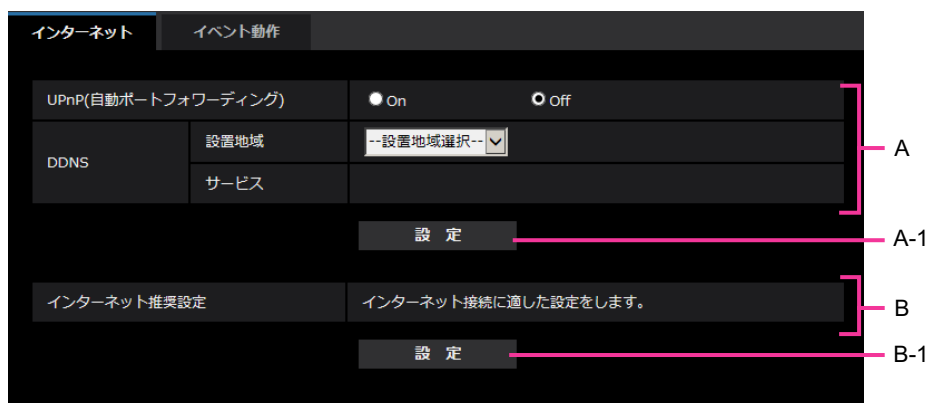 インターネット イベント動作
UPnP(自動ポートフォワーディング) On Off
DDNS 設置地域 --設置地域選択--
サービス
A
設 定
A-1
インターネット推奨設定 インターネット接続に適した設定をします。
B
設 定
B-1